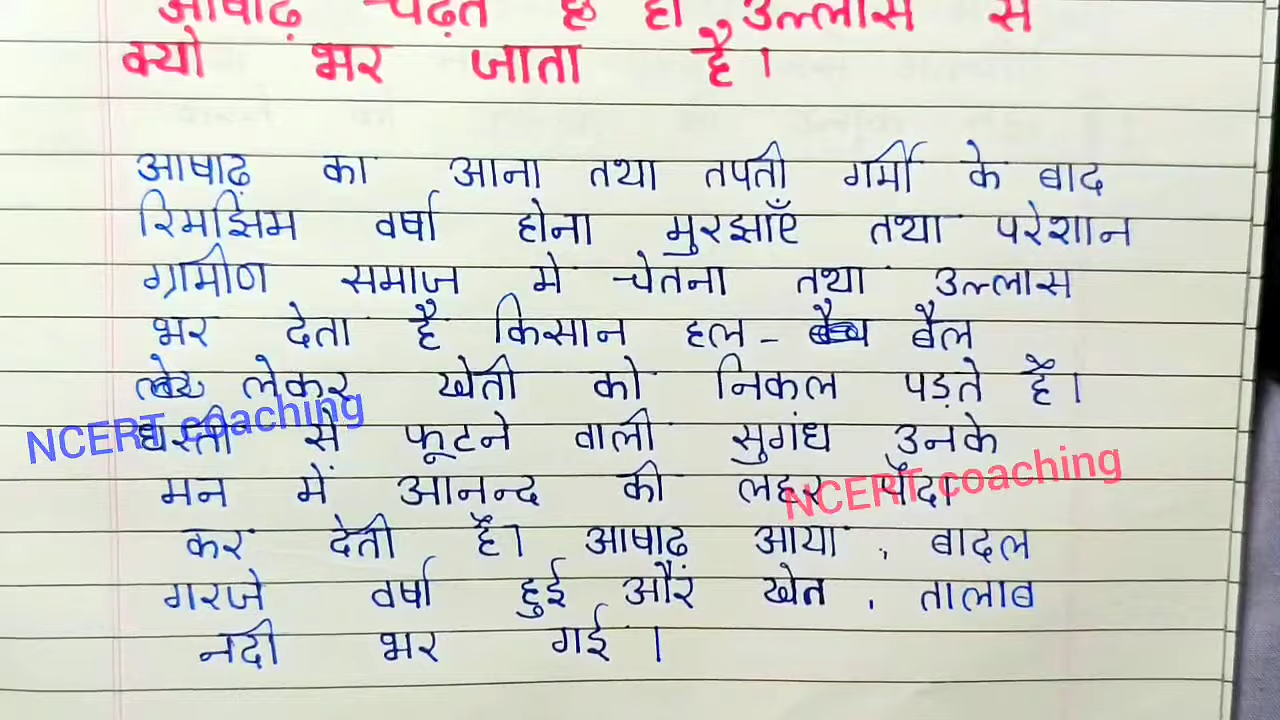 आषाढ़ चढ़ते ही उल्लास से
क्यो भर जाता है।
आषाढ़ का आना तथा तपती गर्मी के बाद
रिमझिम वर्षा होना मुरझाएँ तथा परेशान
ग्रामीण समाज मे चेतना तथा उल्लास
भर देता है किसान हल - बैल
लेकर खेती को निकल पड़ते है।
धरती से फूटने वाली सुगंध उनके
NCERT coaching
मन में आनन्द की लहर पैदा
NCERT coaching
कर देती है। आषाढ़ आया, बादल
गरजे वर्षा हुई और खेत, तालाब
नदी भर गई।